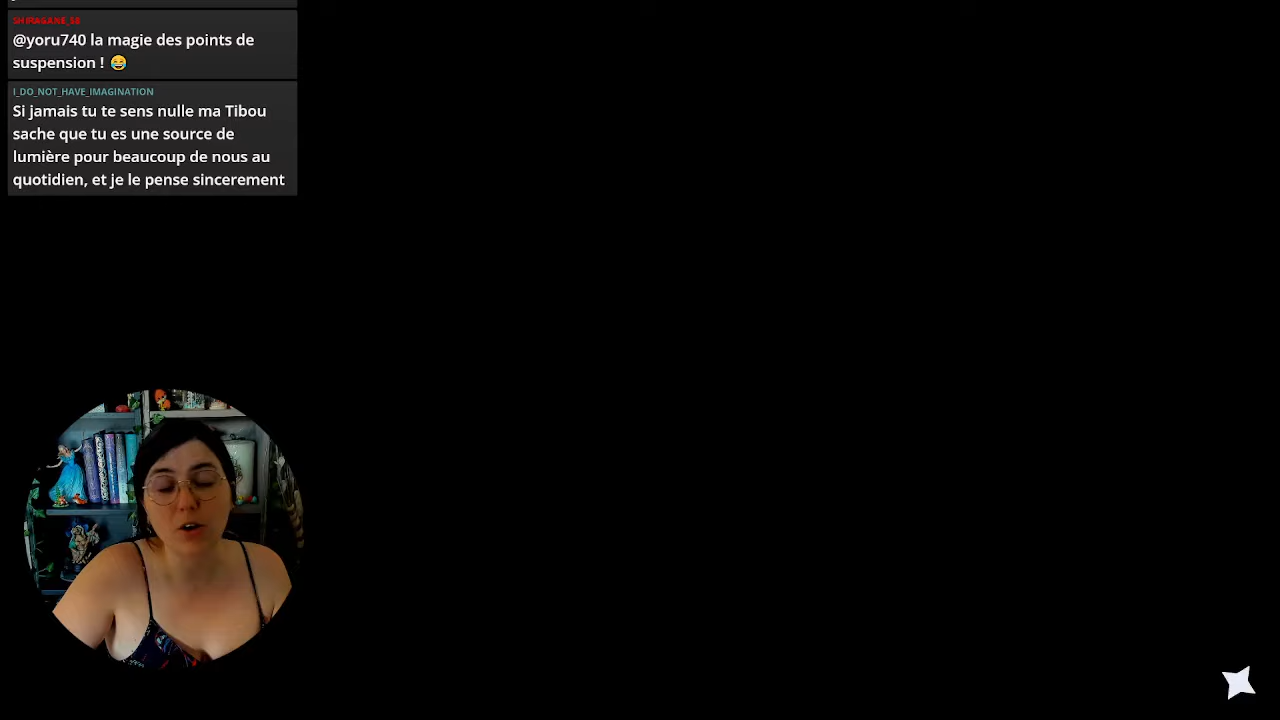 SHIRAGANE_58
@yoru740 la magie des points de
suspension ! 😂
I_DO_NOT_HAVE_IMAGINATION
Si jamais tu te sens nulle ma Tibou
sache que tu es une source de
lumière pour beaucoup de nous au
quotidien, et je le pense sincerement